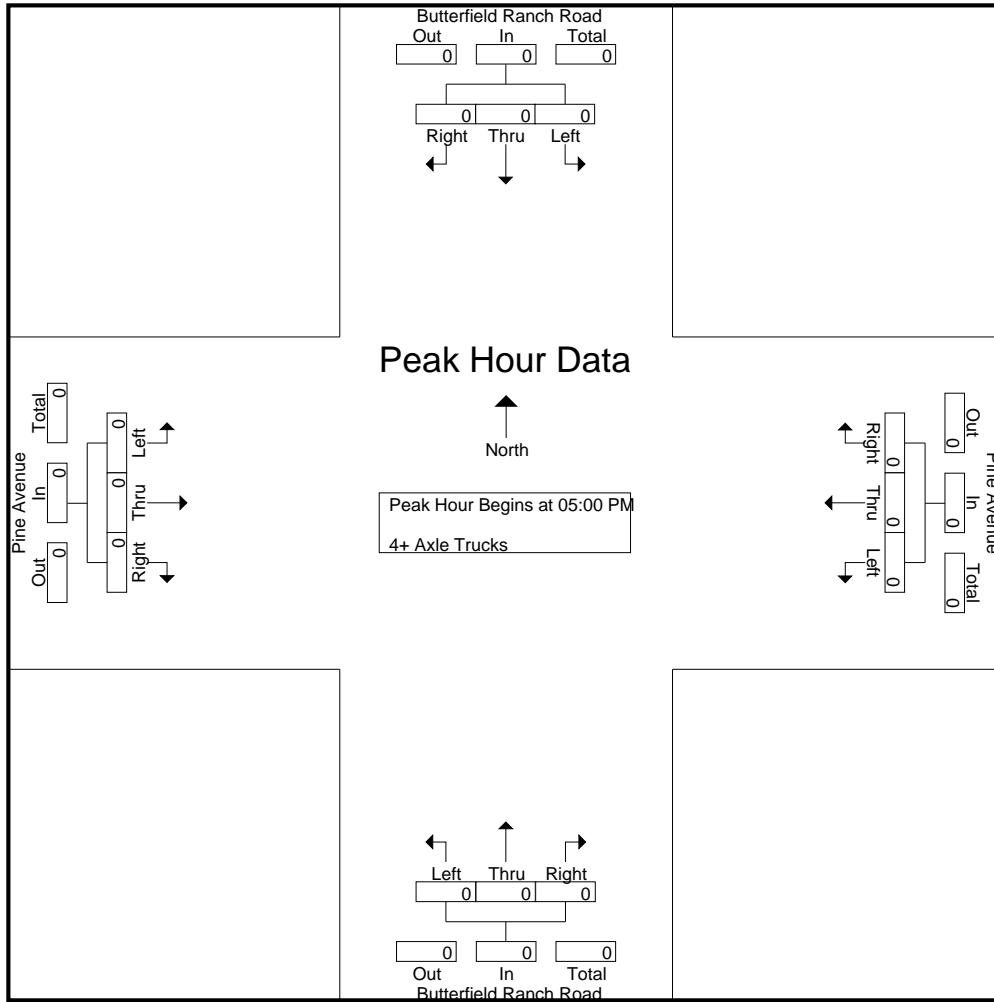 Butterfield Ranch Road
Out In Total
0 0 0
0 0 0
Right Thru Left
Peak Hour Data
North
Peak Hour Begins at 05:00 PM
4+ Axle Trucks
Pine Avenue
Out In Total
0 0 0
Right Thru Left
0 0 0
Pine Avenue
Out In Total
0 0 0
Left Thru Right
0 0 0
Left Thru Right
0 0 0
0 0 0
Out In Total
Butterfield Ranch Road